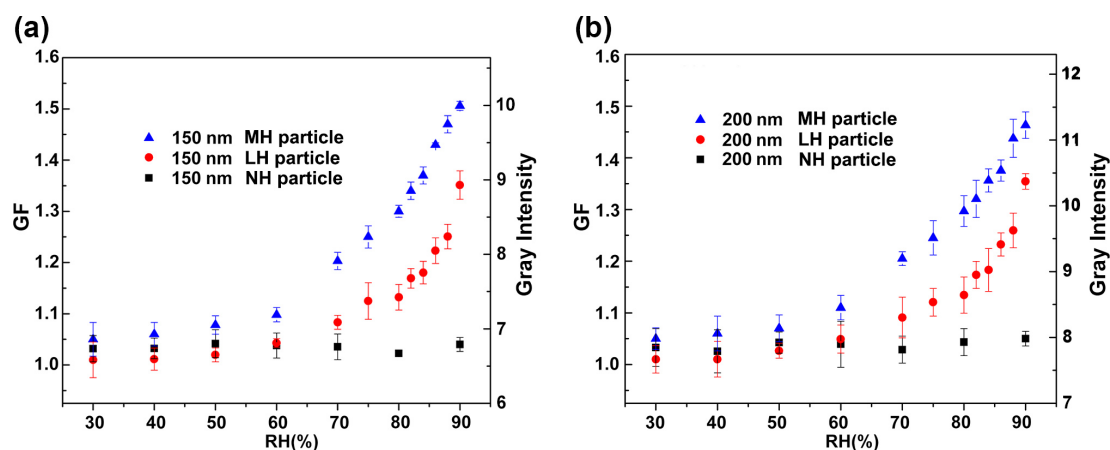 (a)
1.6
1.5
1.4
1.3
1.2
1.1
1.0
GF
150 nm MH particle
150 nm LH particle
150 nm NH particle
10
9
8
7
6
Gray Intensity
30 40 50 60 70 80 90
RH(%)
(b)
1.6
1.5
1.4
1.3
1.2
1.1
1.0
GF
200 nm MH particle
200 nm LH particle
200 nm NH particle
12
11
10
9
8
7
Gray Intensity
30 40 50 60 70 80 90
RH(%)